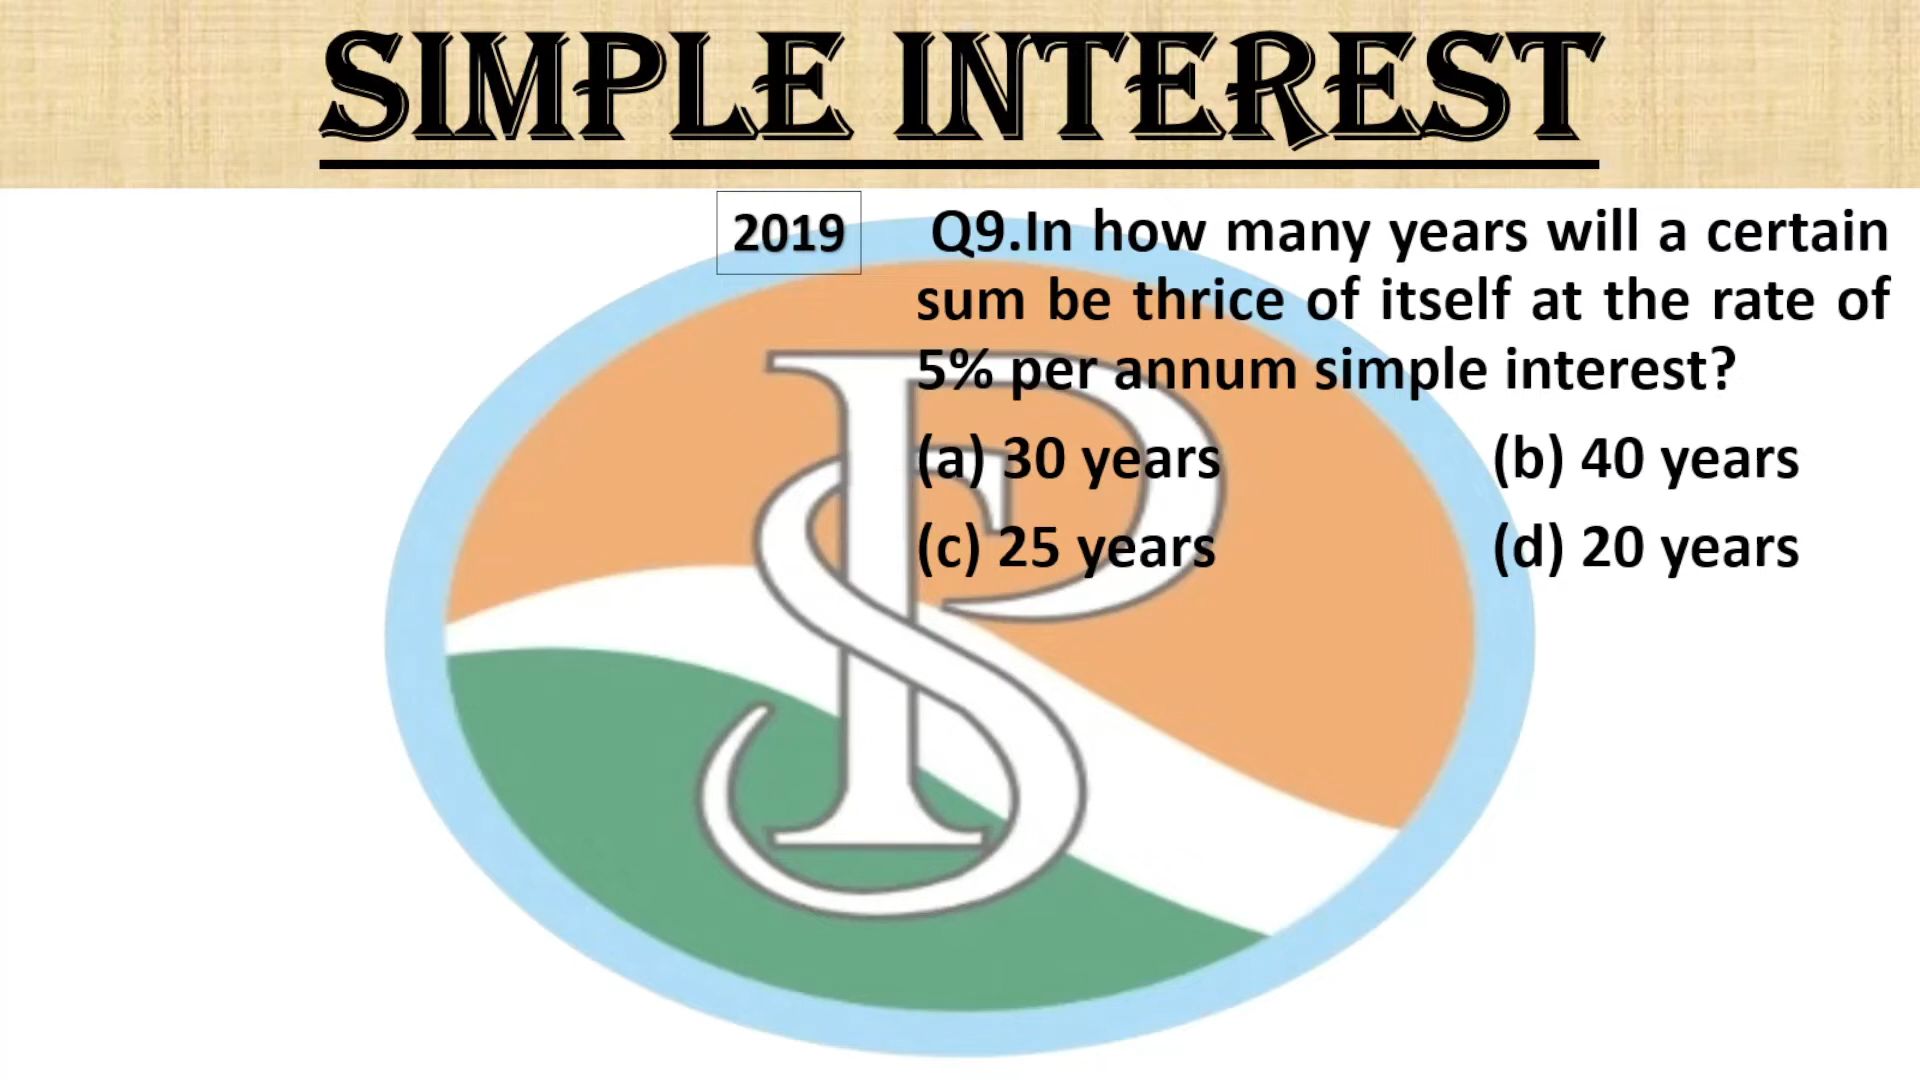 SIMPLE INTEREST
2019
Q9.In how many years will a certain
sum be thrice of itself at the rate of
5% per annum simple interest?
(a) 30 years (b) 40 years
(c) 25 years (d) 20 years